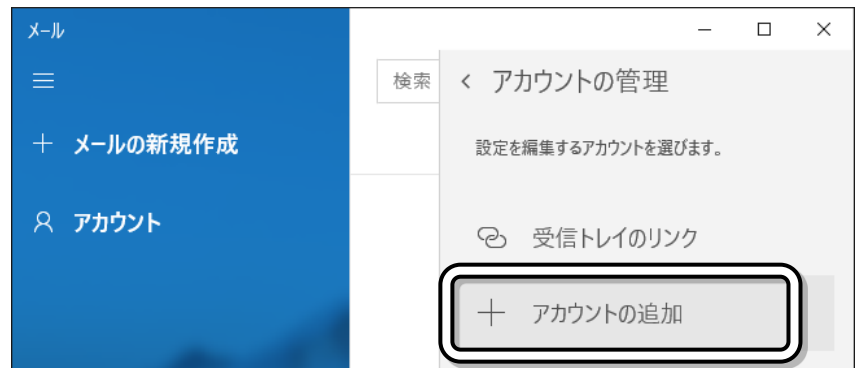 メール
メールの新規作成
アカウント
検索
アカウントの管理
設定を編集するアカウントを選びます。
受信トレイのリンク
アカウントの追加